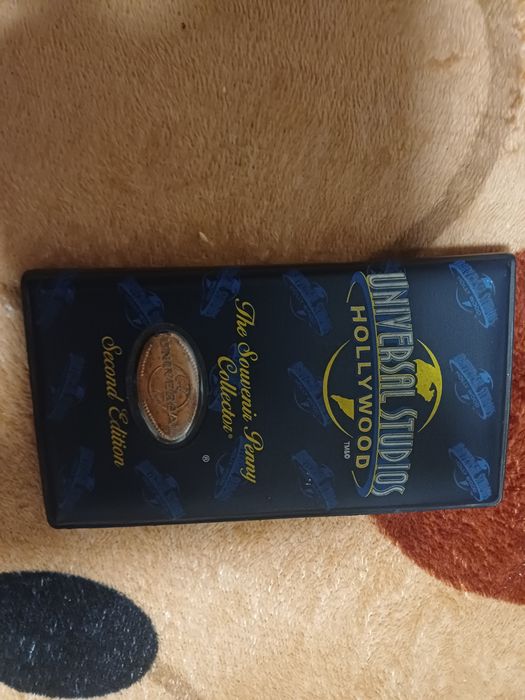 UNIVERSAL STUDIOS
HOLLYWOOD
TM&©
The Souvenir Penny
Collector®
UNIVERSAL
®
Second Edition